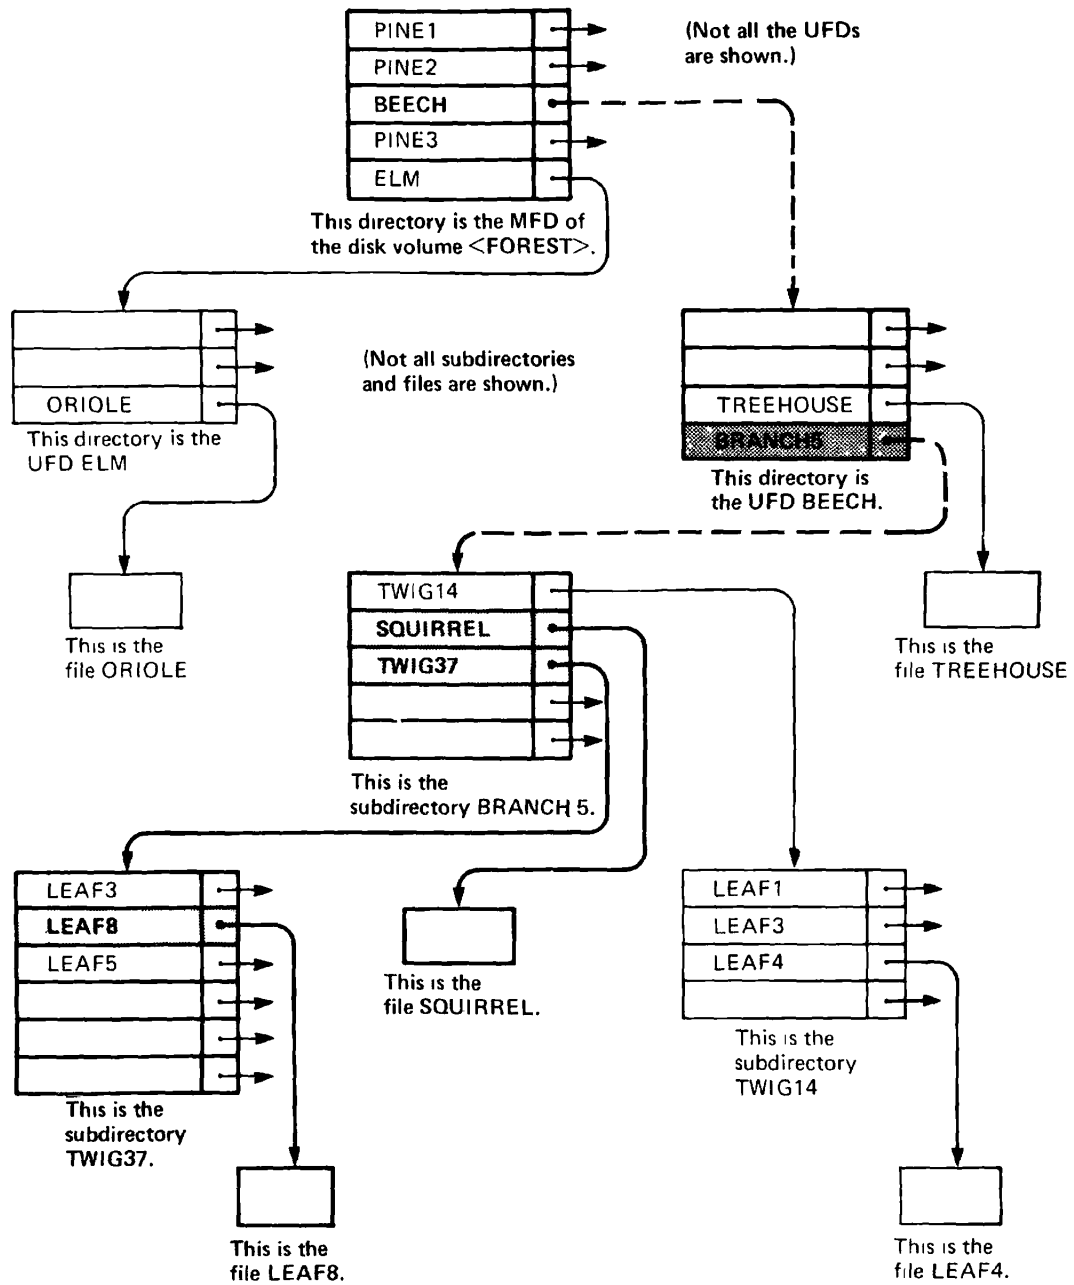 PINE1
PINE2
BEECH
PINE3
ELM
(Not all the UFDs
are shown.)
This directory is the MFD of
the disk volume <FOREST>.
ORIOLE
This directory is the
UFD ELM
(Not all subdirectories
and files are shown.)
TREEHOUSE
BRANCH5
This directory is
the UFD BEECH.
This is the
file ORIOLE
TWIG14
SQUIRREL
TWIG37
This is the
subdirectory BRANCH 5.
This is the
file TREEHOUSE
LEAF3
LEAF8
LEAF5
This is the
subdirectory
TWIG37.
This is the
file SQUIRREL.
LEAF1
LEAF3
LEAF4
This is the
subdirectory
TWIG14
This is the
file LEAF8.
This is the
file LEAF4.